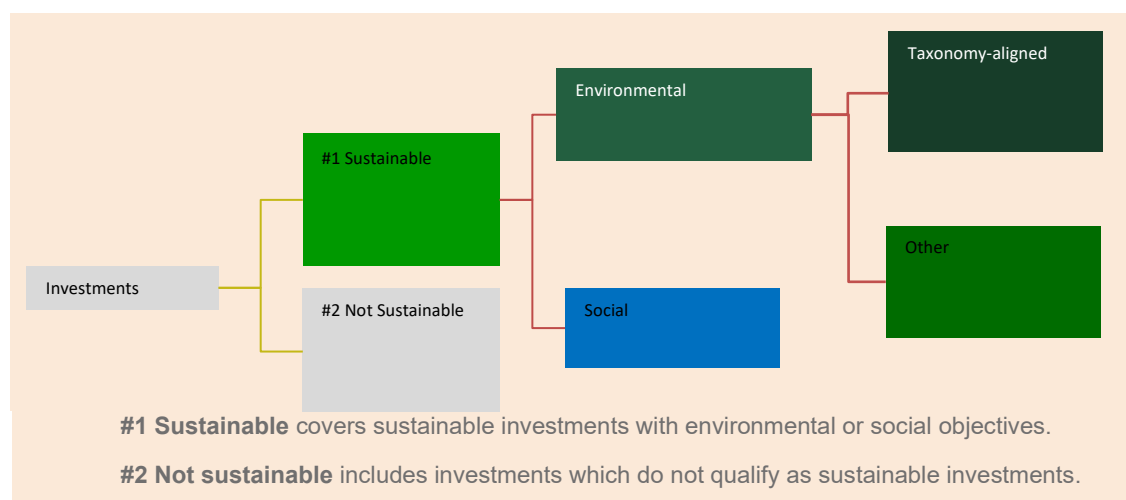 Taxonomy-aligned
Environmental
#1 Sustainable
Other
Investments
#2 Not Sustainable
Social
#1 Sustainable covers sustainable investments with environmental or social objectives.
#2 Not sustainable includes investments which do not qualify as sustainable investments.